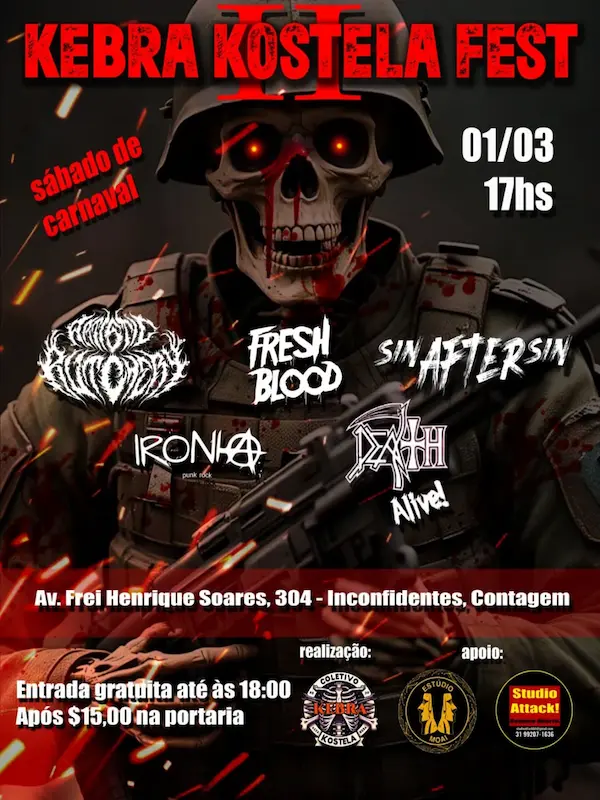 KEBRA KOSTELA FEST
II
sábado de
carnaval
01/03
17hs
ARTISTIC
BUTCHERY
FRESH
BLOOD
SIN AFTER SIN
IRONIA
punk rock
DEATH
Alive!
Av. Frei Henrique Soares, 304 - Inconfidentes, Contagem
realização:
apoio:
Entrada gratuita até às 18:00
Após $15,00 na portaria
COLETIVO
KEBRA
KOSTELA
ESTÚDIO
MOAI
Studio
Attack!
31 99207-1636